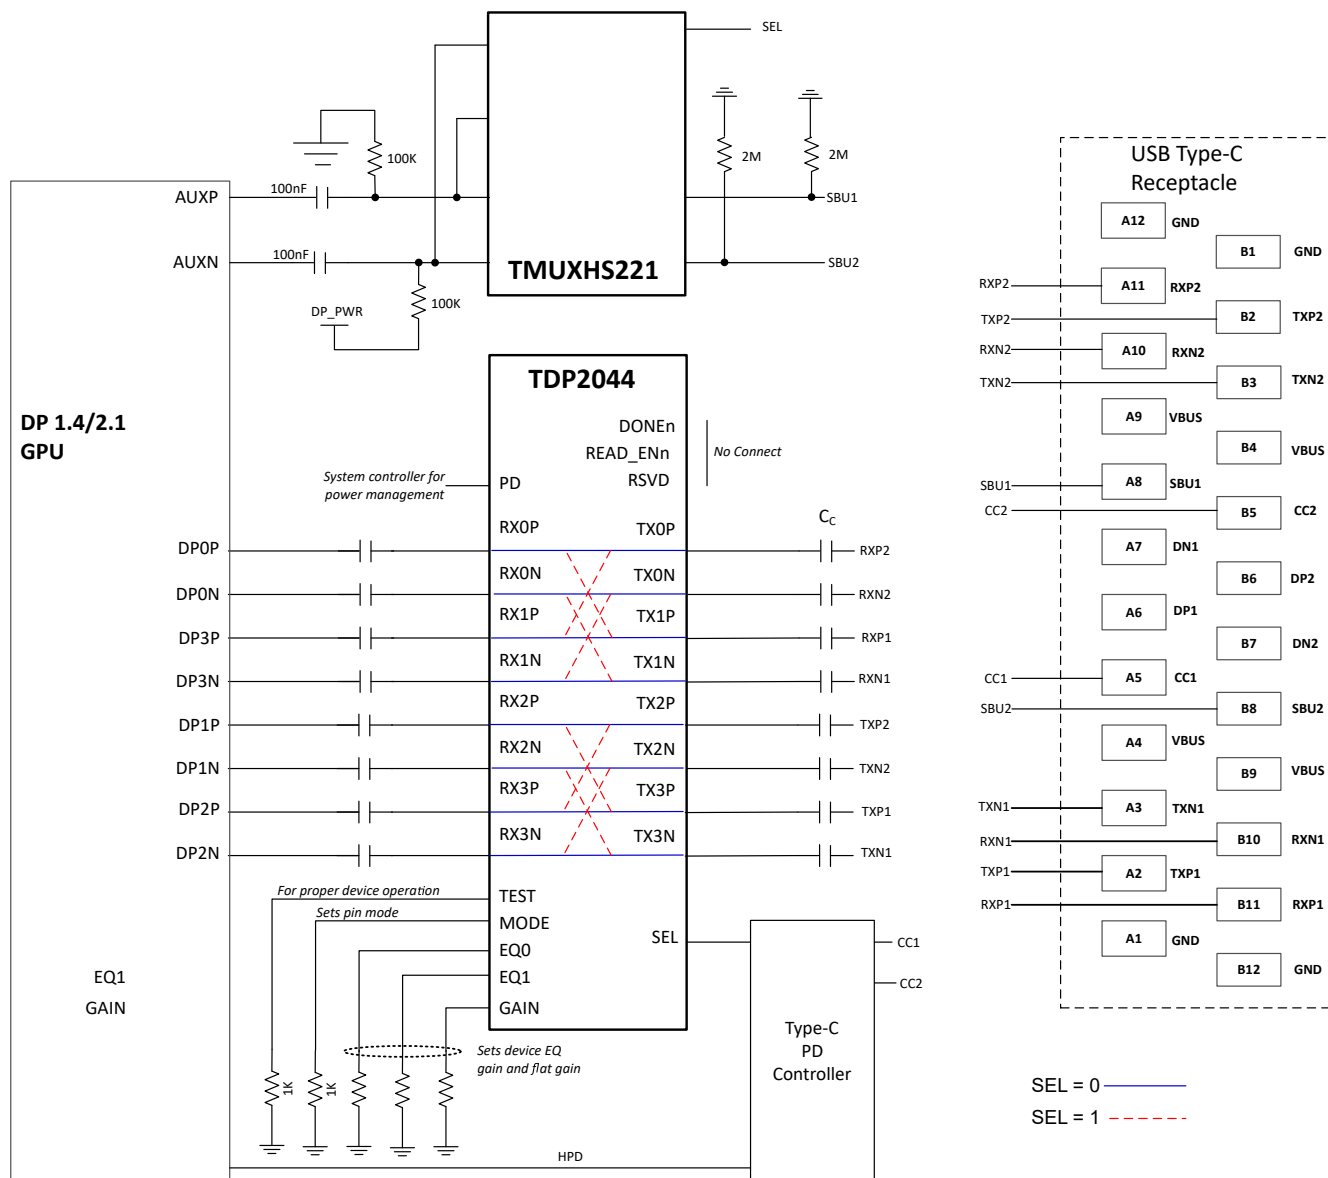 SEL
100K
2M
2M
AUXP
100nF
SBU1
AUXN
100nF
SBU2
TMUXHS221
100K
DP_PWR
DP 1.4/2.1
GPU
TDP2044
DONEn
READ_ENn
RSVD
No Connect
System controller for
power management
PD
RX0P
TX0P
CC
DP0P
RXP2
RX0N
TX0N
DP0N
RXN2
RX1P
TX1P
DP3P
RXP1
RX1N
TX1N
DP3N
RXN1
RX2P
TX2P
DP1P
TXP2
RX2N
TX2N
DP1N
TXN2
RX3P
TX3P
DP2P
TXP1
RX3N
TX3N
DP2N
TXN1
For proper device operation
TEST
Sets pin mode
MODE
EQ0
EQ1
GAIN
SEL
CC1
CC2
EQ1
GAIN
Sets device EQ
gain and flat gain
1K
1K
Type-C
PD
Controller
HPD
USB Type-C
Receptacle
A12 GND
B1 GND
RXP2 A11 RXP2
TXP2 B2 TXP2
RXN2 A10 RXN2
TXN2 B3 TXN2
A9 VBUS
B4 VBUS
SBU1 A8 SBU1
CC2 B5 CC2
A7 DN1
B6 DP2
A6 DP1
B7 DN2
CC1 A5 CC1
SBU2 B8 SBU2
A4 VBUS
B9 VBUS
TXN1 A3 TXN1
RXN1 B10 RXN1
TXP1 A2 TXP1
RXP1 B11 RXP1
A1 GND
B12 GND
SEL = 0
SEL = 1